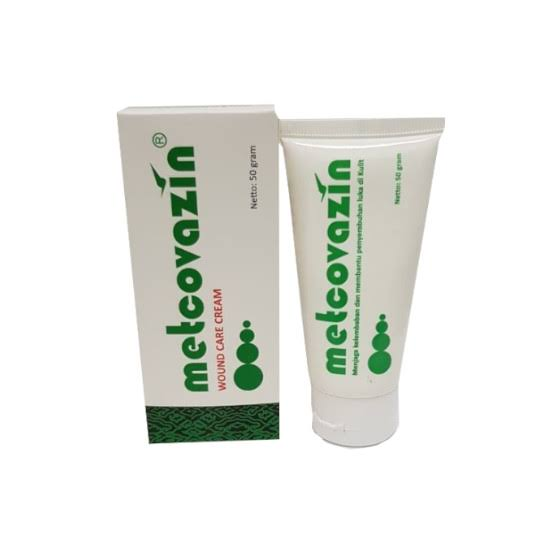 metcovazin®
WOUND CARE CREAM
Netto: 50 gram
metcovazin
Menjaga kelembaban dan membantu penyembuhan luka di Kulit
Netto: 50 gram